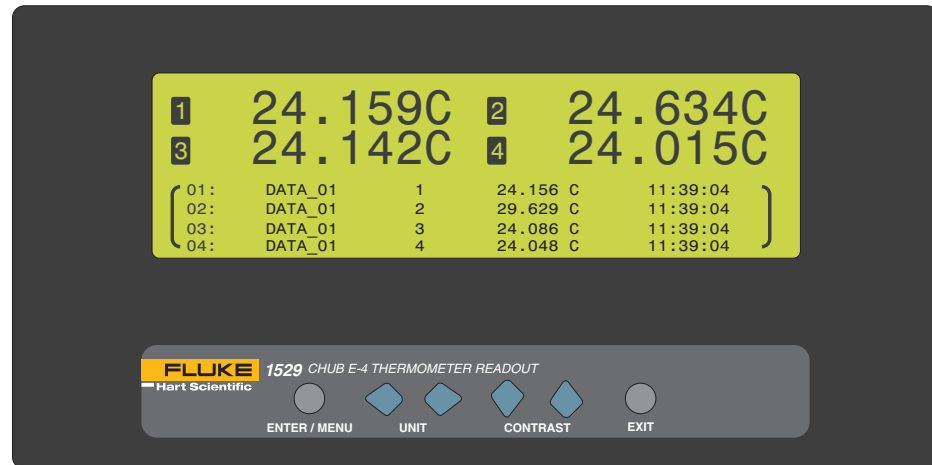 1 24.159C 2 24.634C
3 24.142C 4 24.015C
01: DATA_01 1 24.156 C 11:39:04
02: DATA_01 2 29.629 C 11:39:04
03: DATA_01 3 24.086 C 11:39:04
04: DATA_01 4 24.048 C 11:39:04
FLUKE 1529 CHUB E-4 THERMOMETER READOUT
Hart Scientific
ENTER / MENU UNIT CONTRAST EXIT